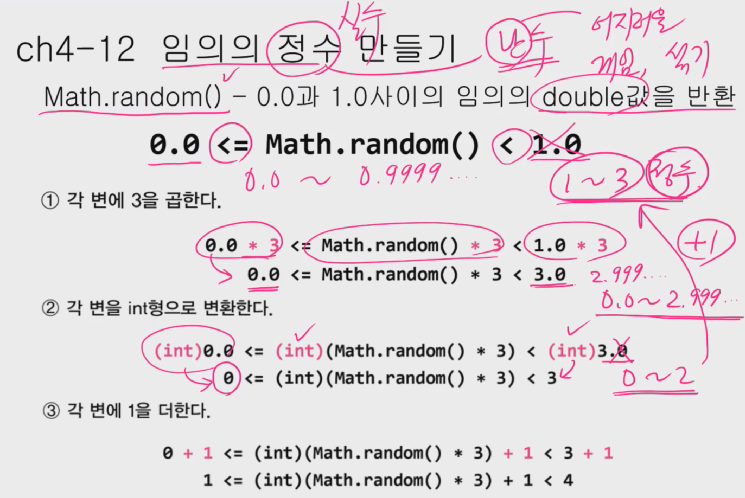 실수
ch4-12 임의의 정수 만들기 난수
게임,
Math.random() – 0.0과 1.0사이의 임의의 double값을 반환
0.0 <= Math.random() < 1.0
0.0 ~ 0.9999....
1~3 정수
① 각 변에 3을 곱한다.
+1
0.0 * 3 <= Math.random() * 3 < 1.0 * 3
0.0 <= Math.random() * 3 < 3.0 2.999....
0.0~2.999...
② 각 변을 int형으로 변환한다.
(int)0.0 <= (int)(Math.random() * 3) < (int)3.0
0 <= (int)(Math.random() * 3) < 3
0~2
③ 각 변에 1을 더한다.
0 + 1 <= (int)(Math.random() * 3) + 1 < 3 + 1
1 <= (int)(Math.random() * 3) + 1 < 4